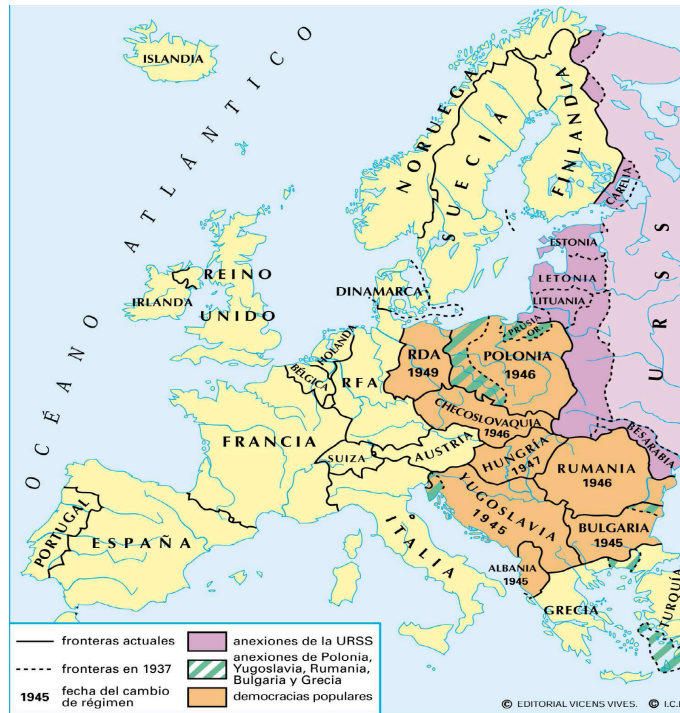 ISLANDIA
OCÉANO ATLÁNTICO
NORUEGA
SUECIA
FINLANDIA
CARELIA
URSS
ESTONIA
LETONIA
LITUANIA
REINO
UNIDO
IRLANDA
DINAMARCA
PRUSIA
OR.
HOLANDA
BÉLGICA
RFA
RDA
1949
POLONIA
1946
CHECOSLOVAQUIA
1946
FRANCIA
SUIZA
AUSTRIA
HUNGRÍA
1947
BESARABIA
RUMANIA
1946
YUGOSLAVIA
1945
BULGARIA
1945
PORTUGAL
ESPAÑA
ITALIA
ALBANIA
1945
GRECIA
TURQUÍA
fronteras actuales
fronteras en 1937
1945 fecha del cambio
de régimen
anexiones de la URSS
anexiones de Polonia,
Yugoslavia, Rumania,
Bulgaria y Grecia
democracias populares
© EDITORIAL VICENS VIVES. © I.C.